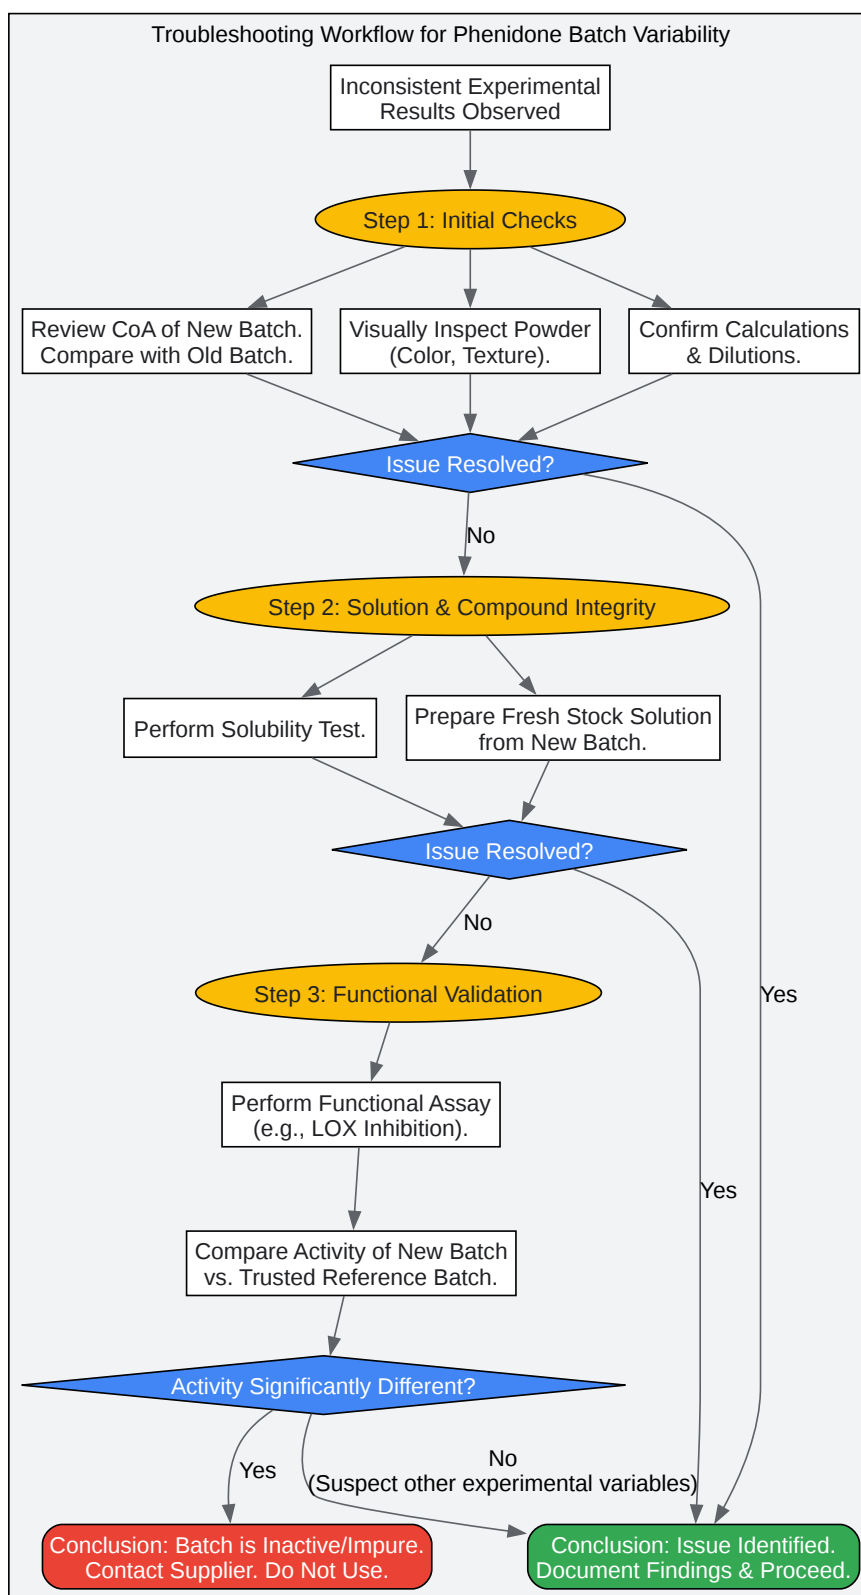 Troubleshooting Workflow for Phenidone Batch Variability
Inconsistent Experimental
Results Observed
Step 1: Initial Checks
Review CoA of New Batch.
Compare with Old Batch.
Visually Inspect Powder
(Color, Texture).
Confirm Calculations
& Dilutions.
Issue Resolved?
No
Step 2: Solution & Compound Integrity
Perform Solubility Test.
Prepare Fresh Stock Solution
from New Batch.
Issue Resolved?
No
Step 3: Functional Validation
Yes
Perform Functional Assay
(e.g., LOX Inhibition).
Yes
Compare Activity of New Batch
vs. Trusted Reference Batch.
Activity Significantly Different?
Yes
No
(Suspect other experimental variables)
Conclusion: Batch is Inactive/Impure.
Contact Supplier. Do Not Use.
Conclusion: Issue Identified.
Document Findings & Proceed.